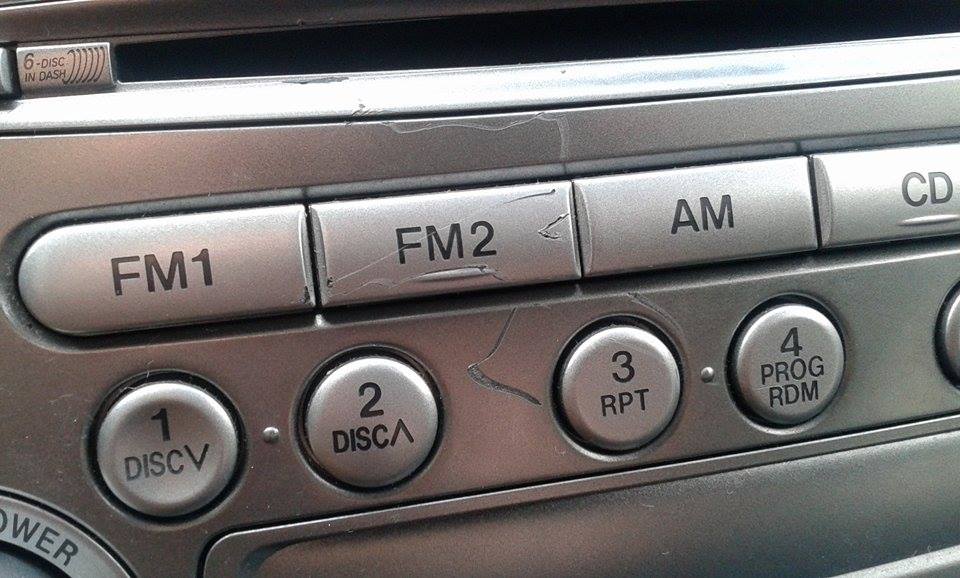 6-DISC
IN DASH
FM1
FM2
AM
CD
1
DISC∨
2
DISC∧
3
RPT
4
PROG
RDM
OWER